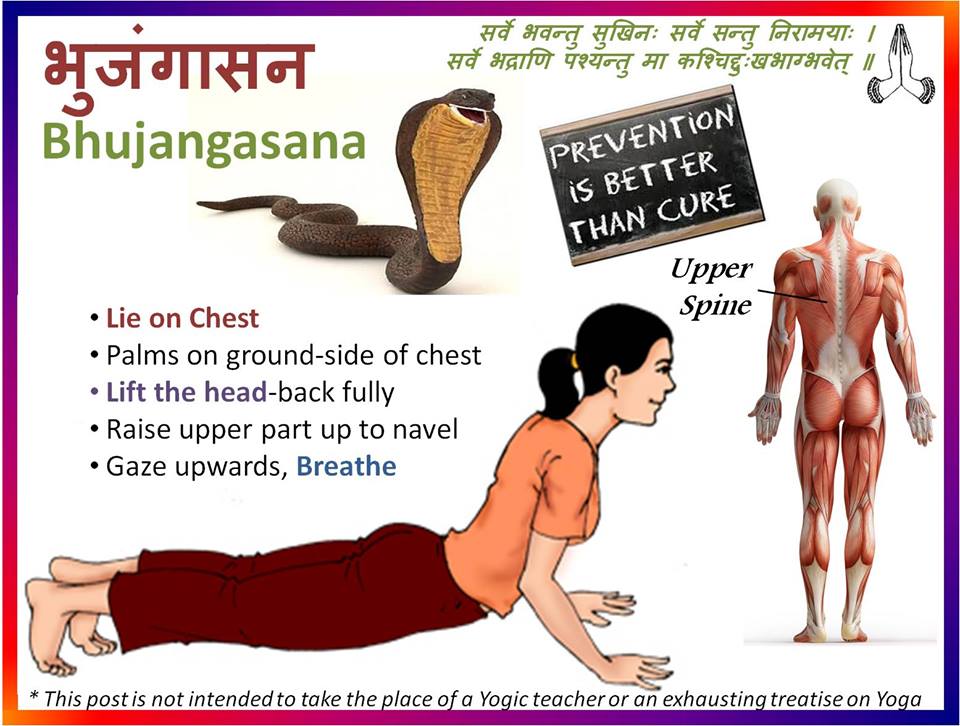 भुजंगासन
Bhujangasana
सर्वे भवन्तु सुखिनः सर्वे सन्तु निरामयाः ।
सर्वे भद्राणि पश्यन्तु मा कश्चिद्दुःखभाग्भवेत् ॥
PREVENTiON
iS BETTER
THAN CURE
Upper
Spine
• Lie on Chest
• Palms on ground-side of chest
• Lift the head-back fully
• Raise upper part up to navel
• Gaze upwards, Breathe
* This post is not intended to take the place of a Yogic teacher or an exhausting treatise on Yoga